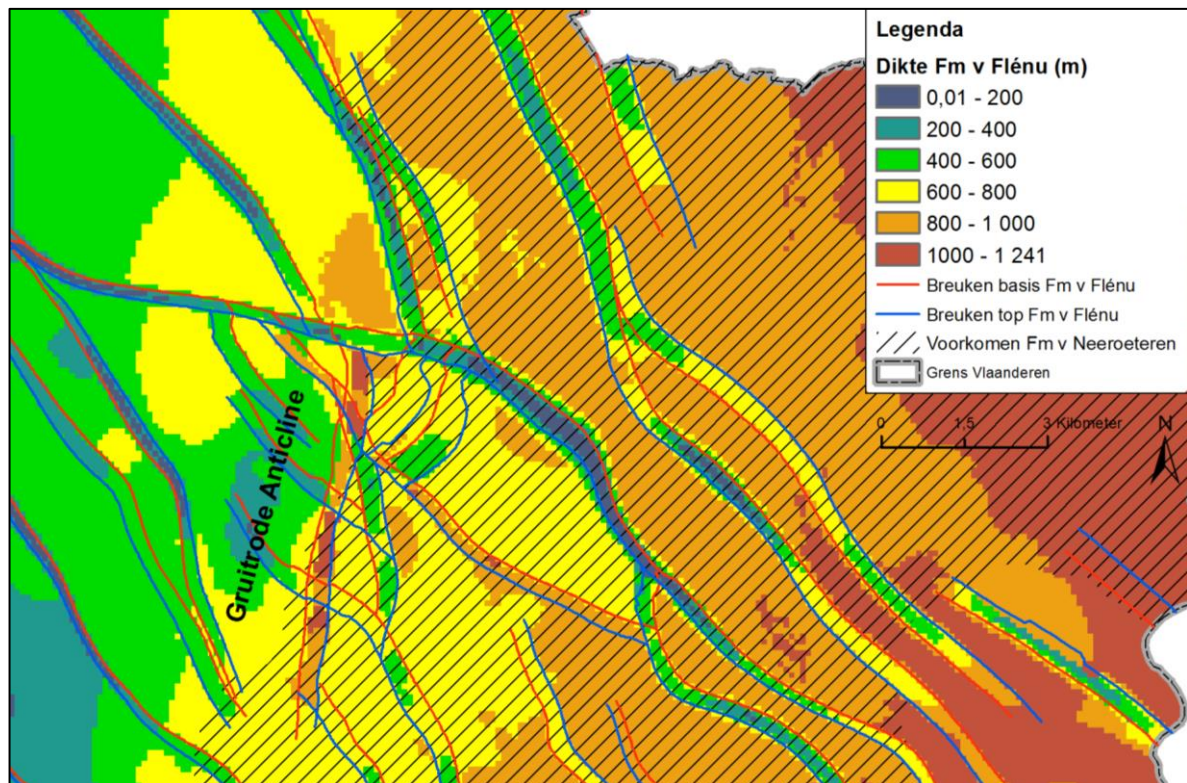 Legenda
Dikte Fm v Flénu (m)
0,01 - 200
200 - 400
400 - 600
600 - 800
800 - 1 000
1000 - 1 241
Breuken basis Fm v Flénu
Breuken top Fm v Flénu
Voorkomen Fm v Neeroeteren
Grens Vlaanderen
0 1,5 3 Kilometer
N
Gruitrode Anticline